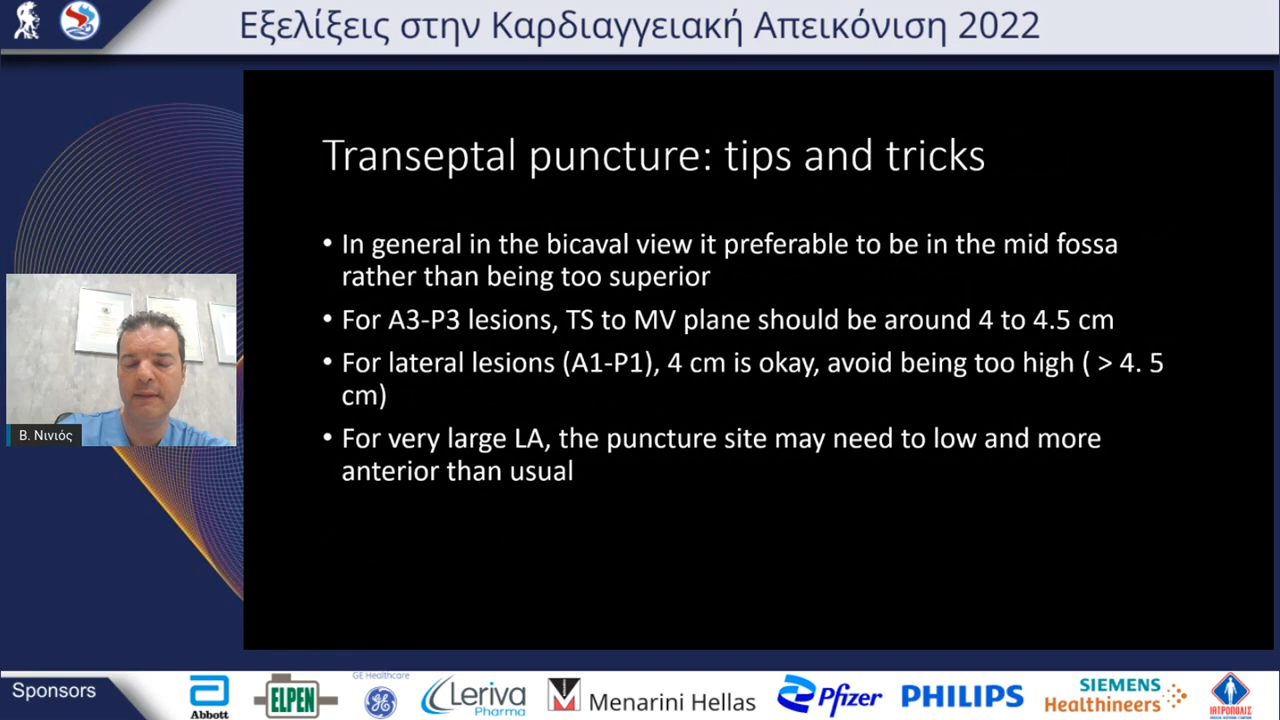 Εξελίξεις στην Καρδιαγγειακή Απεικόνιση 2022
Transeptal puncture: tips and tricks
• In general in the bicaval view it preferable to be in the mid fossa
rather than being too superior
• For A3-P3 lesions, TS to MV plane should be around 4 to 4.5 cm
• For lateral lesions (A1-P1), 4 cm is okay, avoid being too high ( > 4. 5
cm)
• For very large LA, the puncture site may need to low and more
anterior than usual
Β. Νινιός
Sponsors
Abbott
ELPEN
GE Healthcare
Leriva
Pharma
Menarini Hellas
Pfizer
PHILIPS
SIEMENS
Healthineers
ΙΑΤΡΟΠΟΛΙΣ